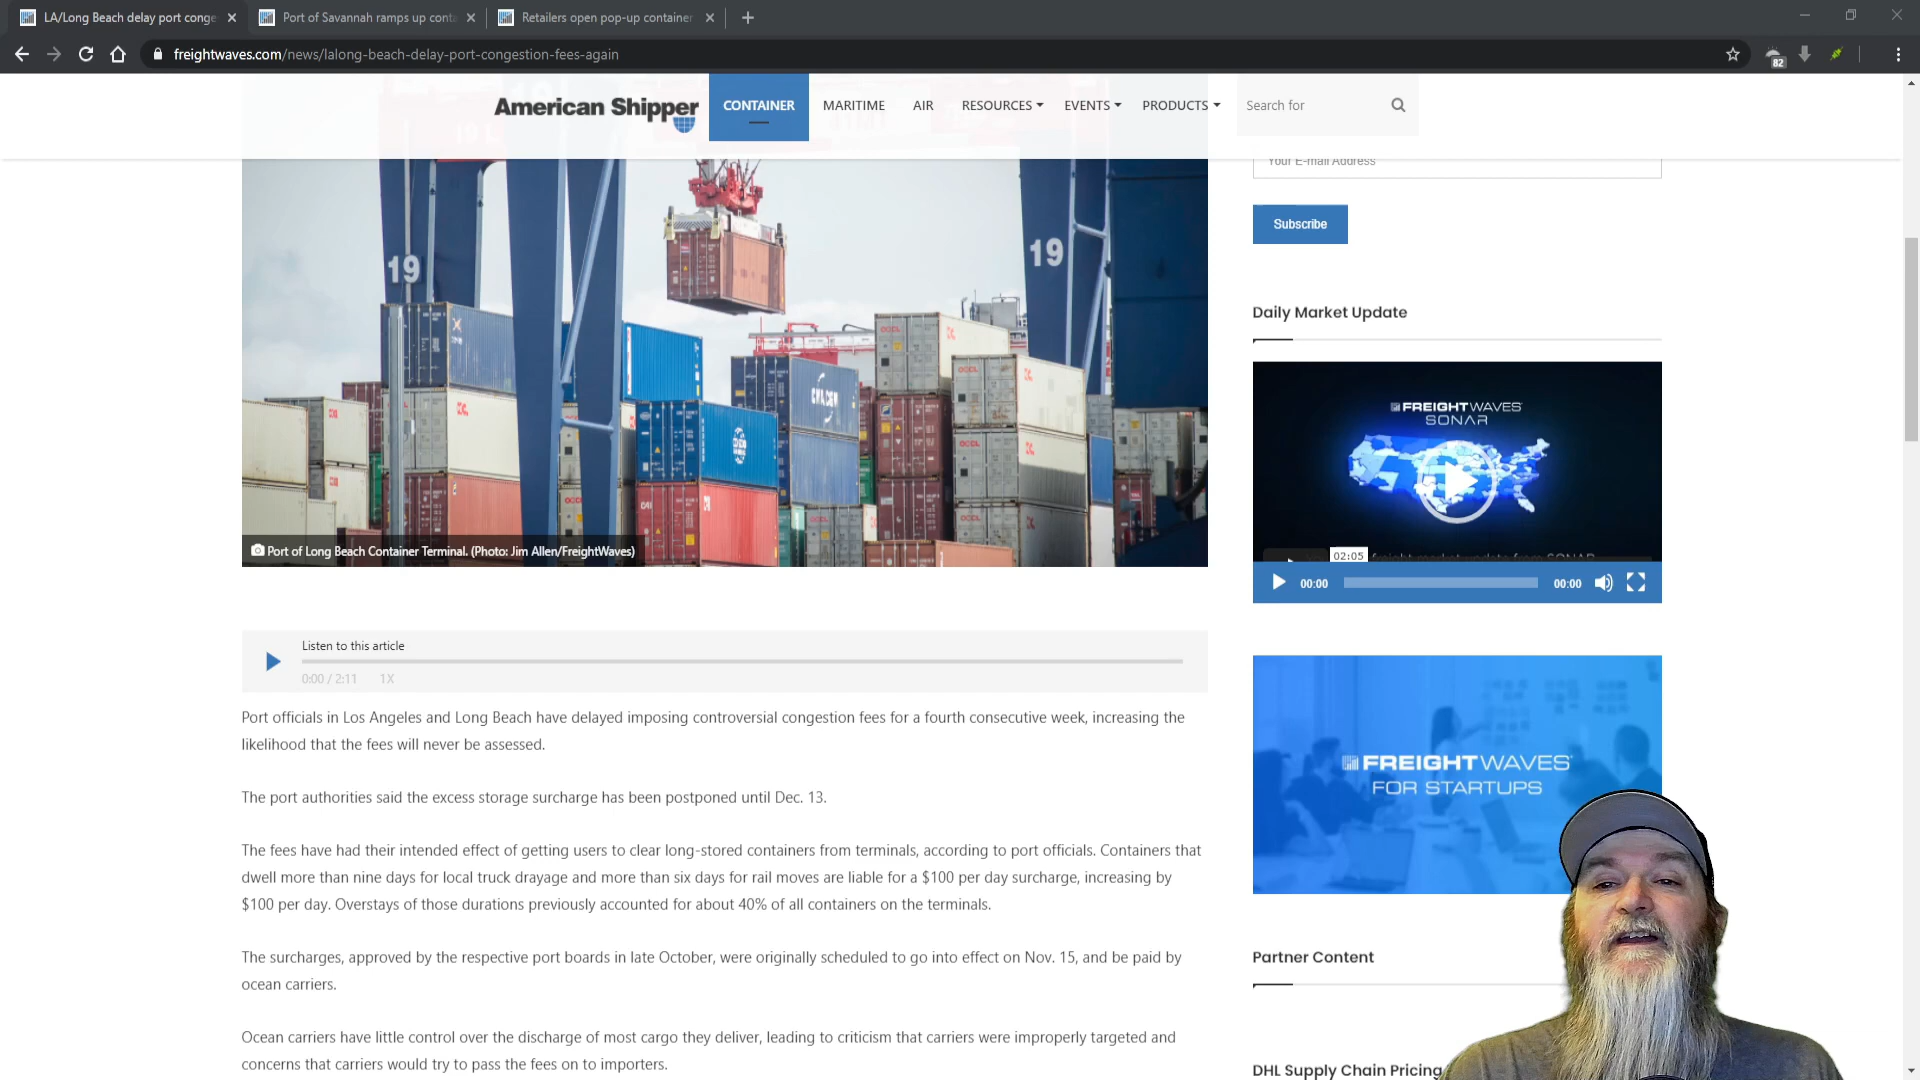 LA/Long Beach delay port conge
Port of Savannah ramps up conta
Retailers open pop-up container
freightwaves.com/news/lalong-beach-delay-port-congestion-fees-again
82
American Shipper
CONTAINER
MARITIME
AIR
RESOURCES
EVENTS
PRODUCTS
Search for
Your E-mail Address
Subscribe
19
19
Port of Long Beach Container Terminal. (Photo: Jim Allen/FreightWaves)
Daily Market Update
FREIGHTWAVES
SONAR
02:05
freight market update from SONAR
00:00
00:00
Listen to this article
0:00 / 2:11 1X
Port officials in Los Angeles and Long Beach have delayed imposing controversial congestion fees for a fourth consecutive week, increasing the
likelihood that the fees will never be assessed.
The port authorities said the excess storage surcharge has been postponed until Dec. 13.
The fees have had their intended effect of getting users to clear long-stored containers from terminals, according to port officials. Containers that
dwell more than nine days for local truck drayage and more than six days for rail moves are liable for a $100 per day surcharge, increasing by
$100 per day. Overstays of those durations previously accounted for about 40% of all containers on the terminals.
The surcharges, approved by the respective port boards in late October, were originally scheduled to go into effect on Nov. 15, and be paid by
ocean carriers.
Ocean carriers have little control over the discharge of most cargo they deliver, leading to criticism that carriers were improperly targeted and
concerns that carriers would try to pass the fees on to importers.
FREIGHTWAVES
FOR STARTUPS
Partner Content
DHL Supply Chain Pricing